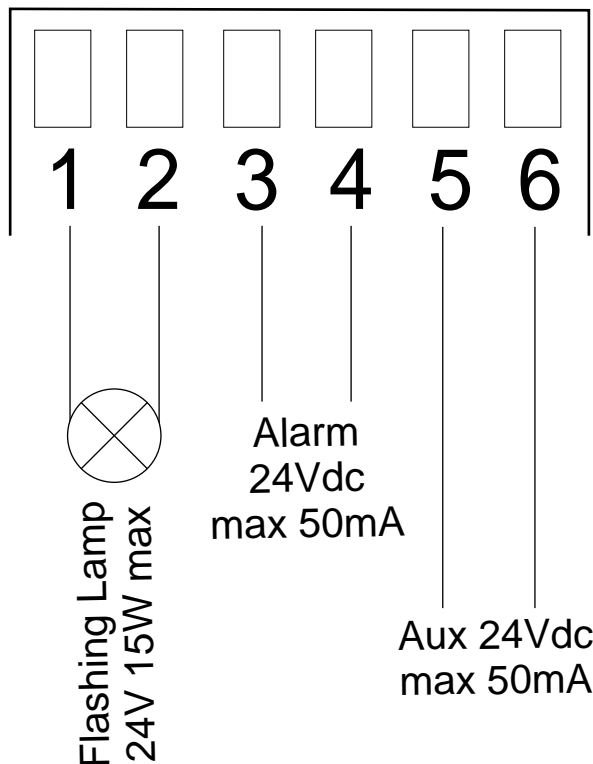 1 2 3 4 5 6
Alarm
24Vdc
max 50mA
Flashing Lamp
24V 15W max
Aux 24Vdc
max 50mA